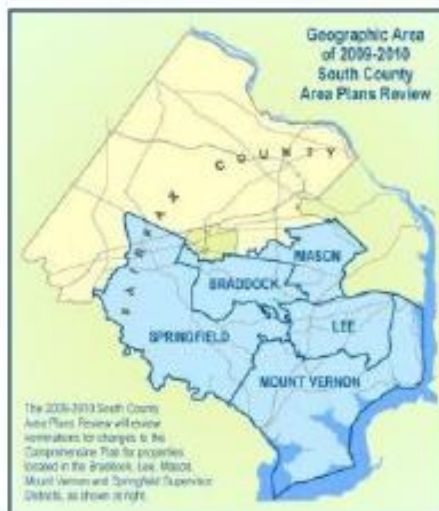 Geographic Area
of 2009-2010
South County
Area Plans Review
FAIRFAX COUNTY
MASON
BRADDOCK
SPRINGFIELD
LEE
MOUNT VERNON
The 2009-2010 South County
Area Plans Review will review
nominations for changes to the
Comprehensive Plan for properties
located in the Braddock, Lee, Mason,
Mount Vernon and Springfield Supervisor
Districts, as shown at right.